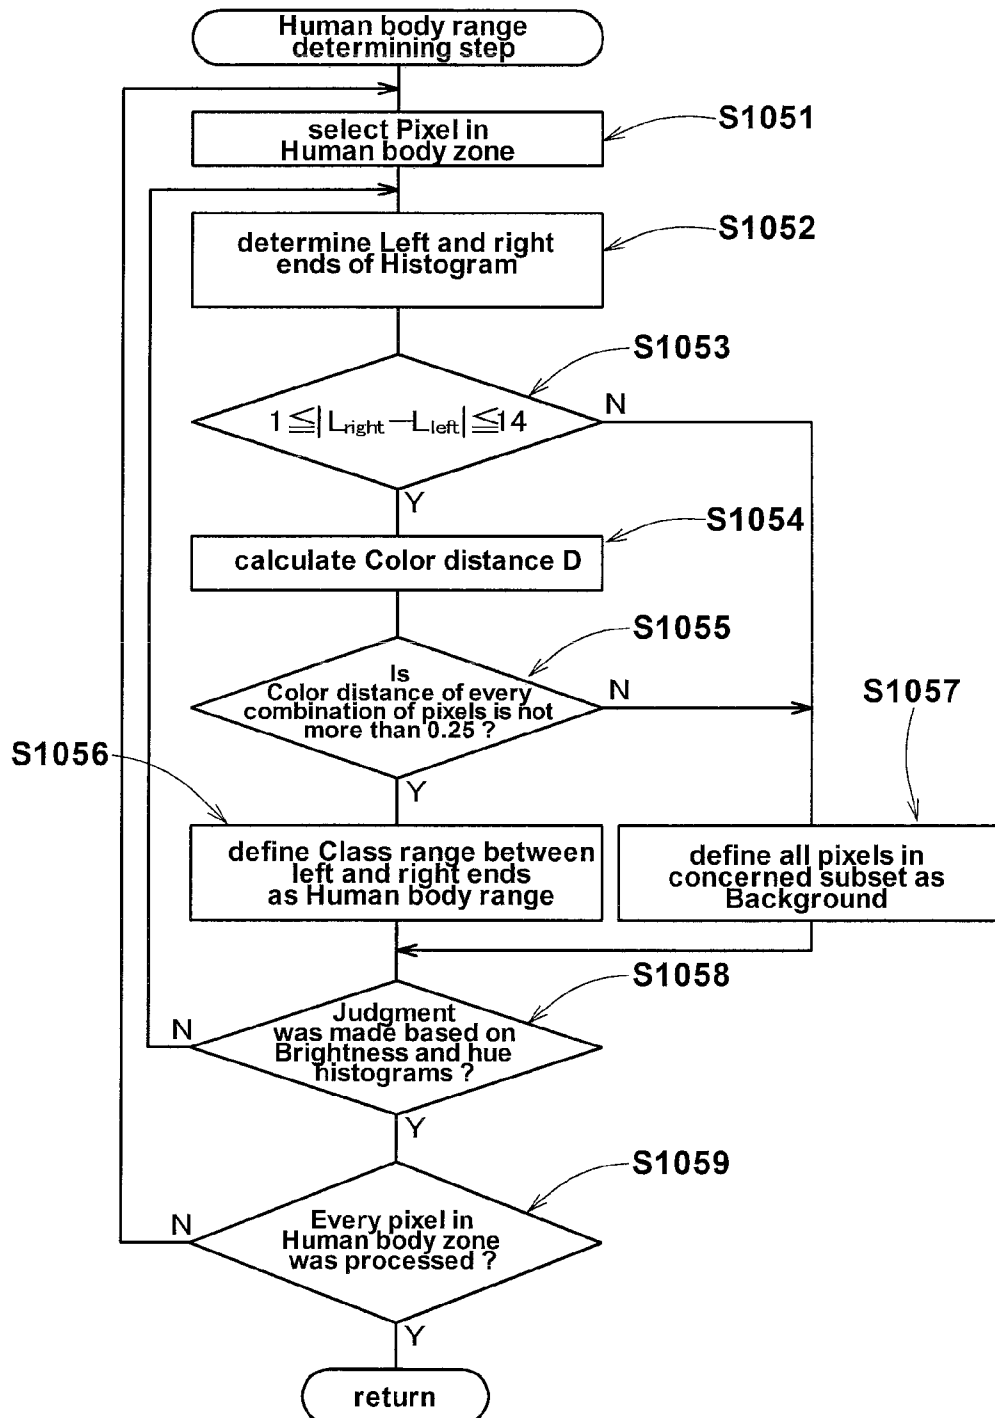 Human body range
determining step
S1051
select Pixel in
Human body zone
S1052
determine Left and right
ends of Histogram
S1053
1≦|Lright−Lleft|≦14
N
Y
S1054
calculate Color distance D
S1055
Is
Color distance of every
combination of pixels is not
more than 0.25 ?
N
Y
S1056
S1057
define Class range between
left and right ends
as Human body range
define all pixels in
concerned subset as
Background
S1058
Judgment
was made based on
Brightness and hue
histograms ?
N
Y
S1059
Every pixel in
Human body zone
was processed ?
N
Y
return